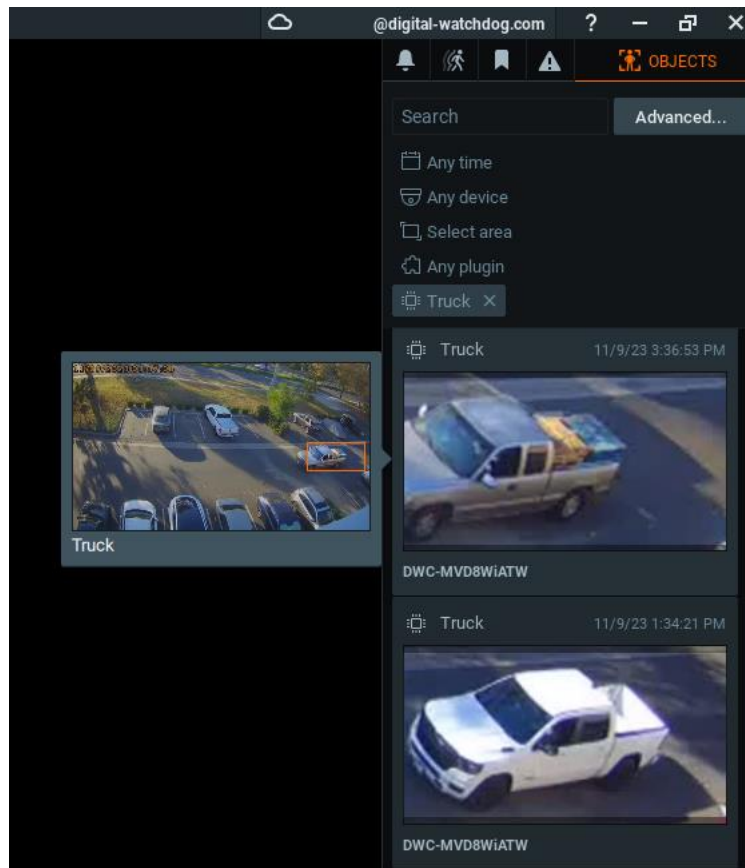 @digital-watchdog.com ?
OBJECTS
Search Advanced...
Any time
Any device
Select area
Any plugin
Truck
Truck 11/9/23 3:36:53 PM
Truck
DWC-MVD8WiATW
Truck 11/9/23 1:34:21 PM
DWC-MVD8WiATW